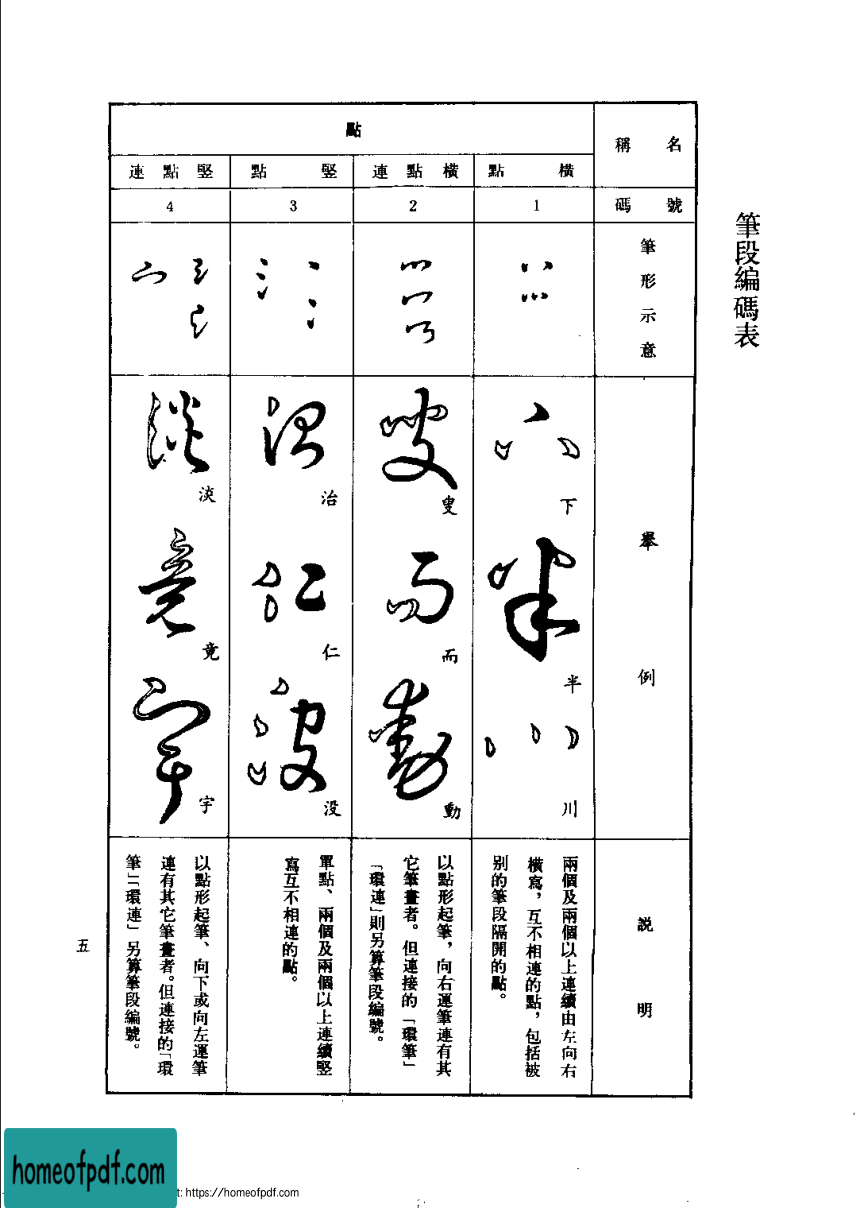 筆段編碼表
名稱
號碼
筆形示意
舉例
説明
點
橫點
1
下
半
川
兩個及兩個以上連續由左向右
橫寫，互不相連的點，包括被
别的筆段隔開的點。
橫點連
2
叟
而
動
以點形起筆，向右運筆連有其
它筆畫者。但連接的「環筆」
「環連」則另算筆段編號。
豎點
3
治
仁
没
單點、兩個及兩個以上連續豎
寫互不相連的點。
豎點連
4
淡
竟
宇
以點形起筆、向下或向左運筆
連有其它筆畫者。但連接的「環
筆」「環連」另算筆段編號。
五
homeofpdf.com
t: https://homeofpdf.com